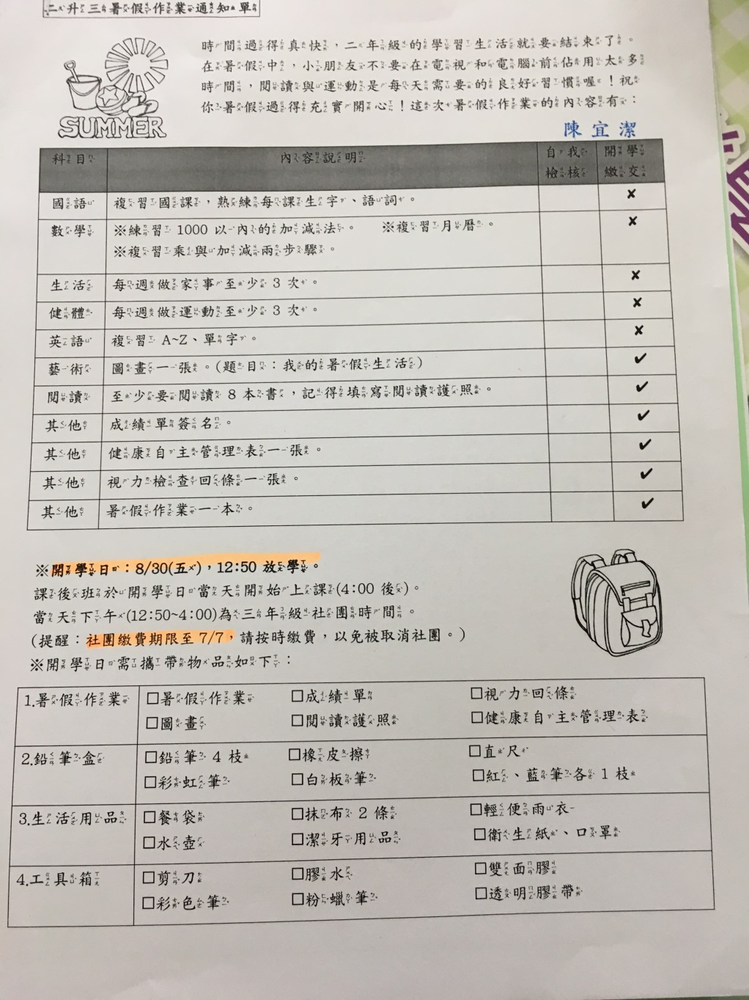 二升三暑假作業通知單
時間過得真快，二年級的學習生活就要結束了。
在暑假中，小朋友不要在電視和電腦前佔用太多
時間，閱讀與運動是每天需要的良好習慣喔！祝
你暑假過得充實開心！這次暑假作業的內容有：
SUMMER
陳宜潔
科目 內容說明 自我檢核 開學繳交
國語 複習國課，熟練每課生字、語詞。 ✘
數學 ※練習 1000 以內的加減法。 ※複習月曆。 ✘
※複習乘與加減兩步驟。
生活 每週做家事至少 3 次。 ✘
健體 每週做運動至少 3 次。 ✘
英語 複習 A~Z、單字。 ✘
藝術 圖畫一張。(題目：我的暑假生活) ✔
閱讀 至少要閱讀 8 本書，記得填寫閱讀護照。 ✔
其他 成績單簽名。 ✔
其他 健康自主管理表一張。 ✔
其他 視力檢查回條一張。 ✔
其他 暑假作業一本。 ✔
※開學日：8/30(五)，12:50 放學。
課後班於開學日當天開始上課(4:00 後)。
當天下午(12:50~4:00)為三年級社團時間。
(提醒：社團繳費期限至 7/7，請按時繳費，以免被取消社團。)
※開學日需攜帶物品如下：
1.暑假作業 □暑假作業 □成績單 □視力回條
□圖畫 □閱讀護照 □健康自主管理表
2.鉛筆盒 □鉛筆 4 枝 □橡皮擦 □直尺
□彩虹筆 □白板筆 □紅、藍筆各 1 枝
3.生活用品 □餐袋 □抹布 2 條 □輕便雨衣
□水壺 □潔牙用品 □衛生紙、口罩
4.工具箱 □剪刀 □膠水 □雙面膠
□彩色筆 □粉蠟筆 □透明膠帶